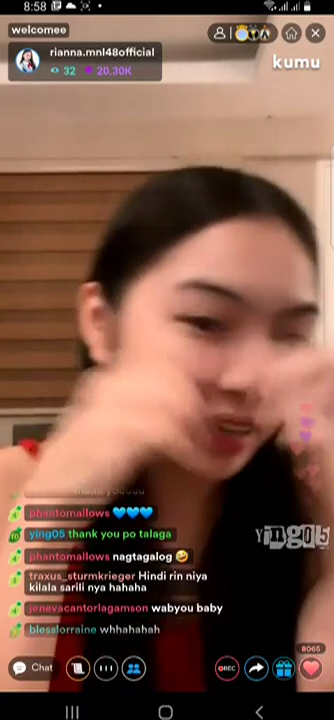 8:58
welcomee
rianna.mnl48official
32 20.30K
kumu
phantomallows 💙💙💙
ying05 thank you po talaga
phantomallows nagtagalog 🤣
traxus_sturmkrieger Hindi rin niya
kilala sarili nya hahaha
jenevacantorlagamson wabyou baby
blesslorraine whhahahah
Ying05
8065
Chat
REC